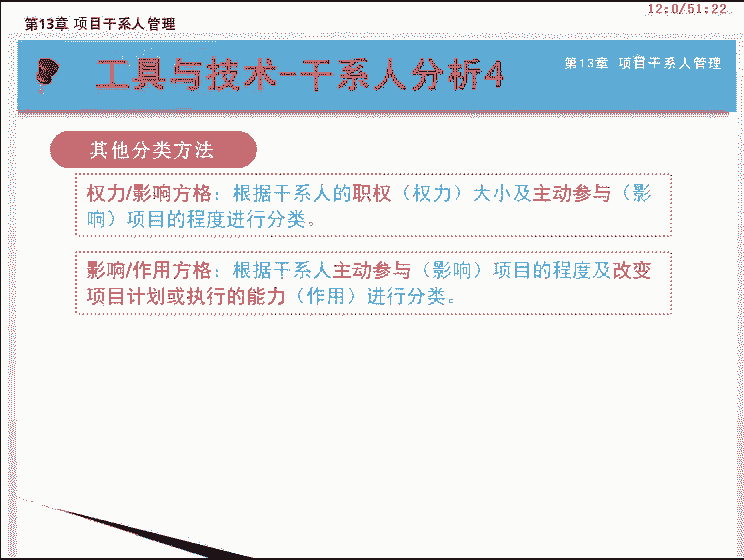 12:0/51:22
第13章 项目干系人管理
工具与技术-干系人分析4
第13章 项目干系人管理
其他分类方法
权力/影响方格：根据干系人的职权（权力）大小及主动参与（影
响）项目的程度进行分类。
影响/作用方格：根据干系人主动参与（影响）项目的程度及改变
项目计划或执行的能力（作用）进行分类。